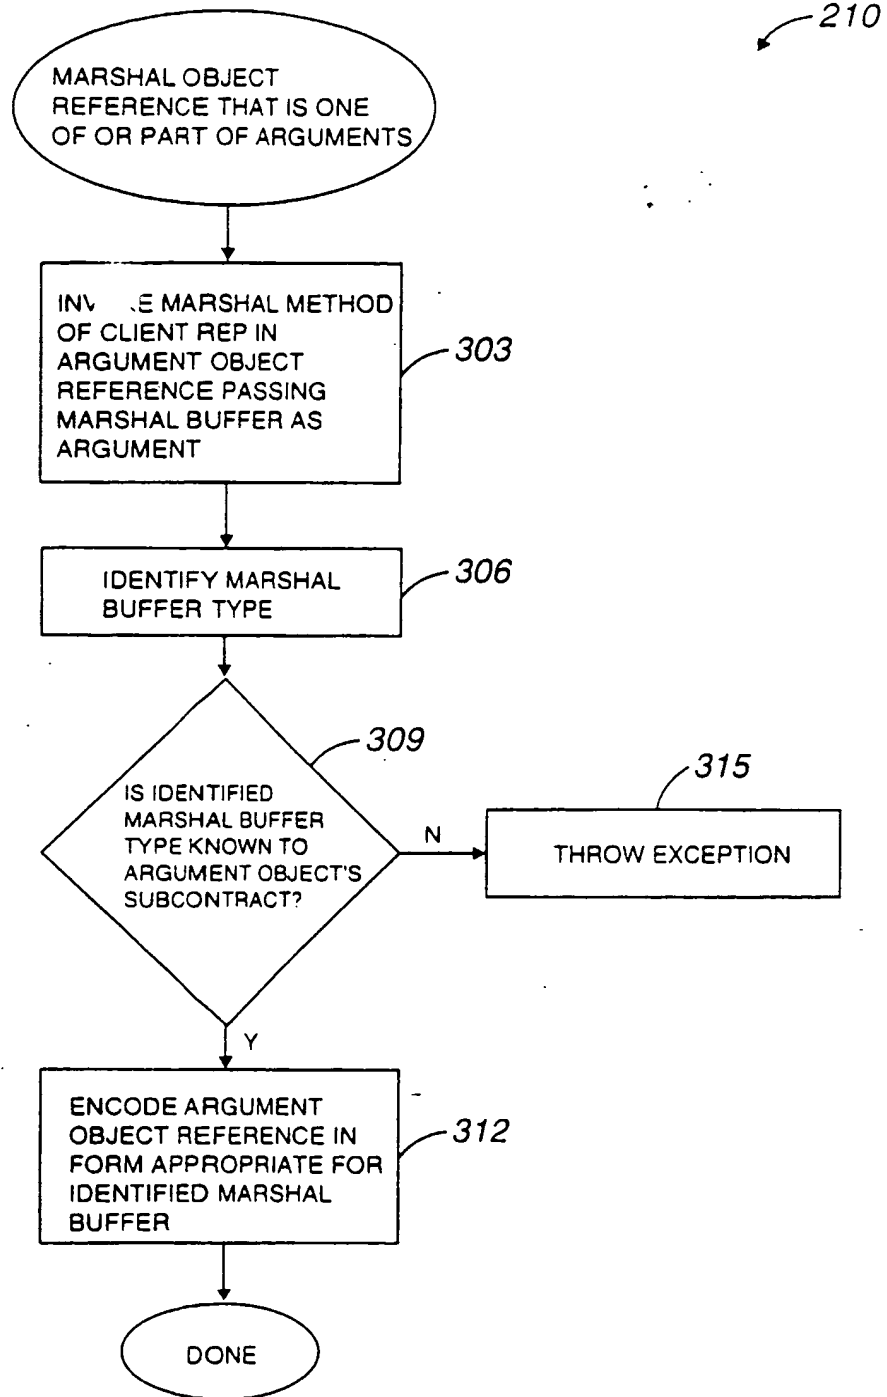 210
MARSHAL OBJECT
REFERENCE THAT IS ONE
OF OR PART OF ARGUMENTS
MARSHAL METHOD
OF CLIENT REP IN
ARGUMENT OBJECT
REFERENCE PASSING
MARSHAL BUFFER AS
ARGUMENT
303
IDENTIFY MARSHAL
BUFFER TYPE
306
309
IS IDENTIFIED
MARSHAL BUFFER
TYPE KNOWN TO
ARGUMENT OBJECT'S
SUBCONTRACT?
N
315
THROW EXCEPTION
Y
ENCODE ARGUMENT
OBJECT REFERENCE IN
FORM APPROPRIATE FOR
IDENTIFIED MARSHAL
BUFFER
312
DONE